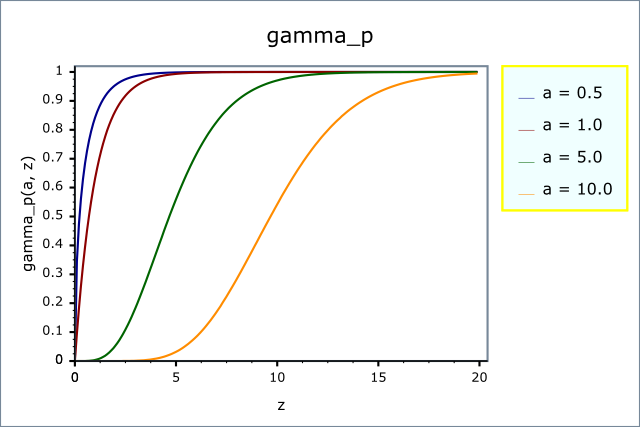 gamma_p
gamma_p(a, z)
1
0.9
0.8
0.7
0.6
0.5
0.4
0.3
0.2
0.1
0
0 5 10 15 20
z
a = 0.5
a = 1.0
a = 5.0
a = 10.0